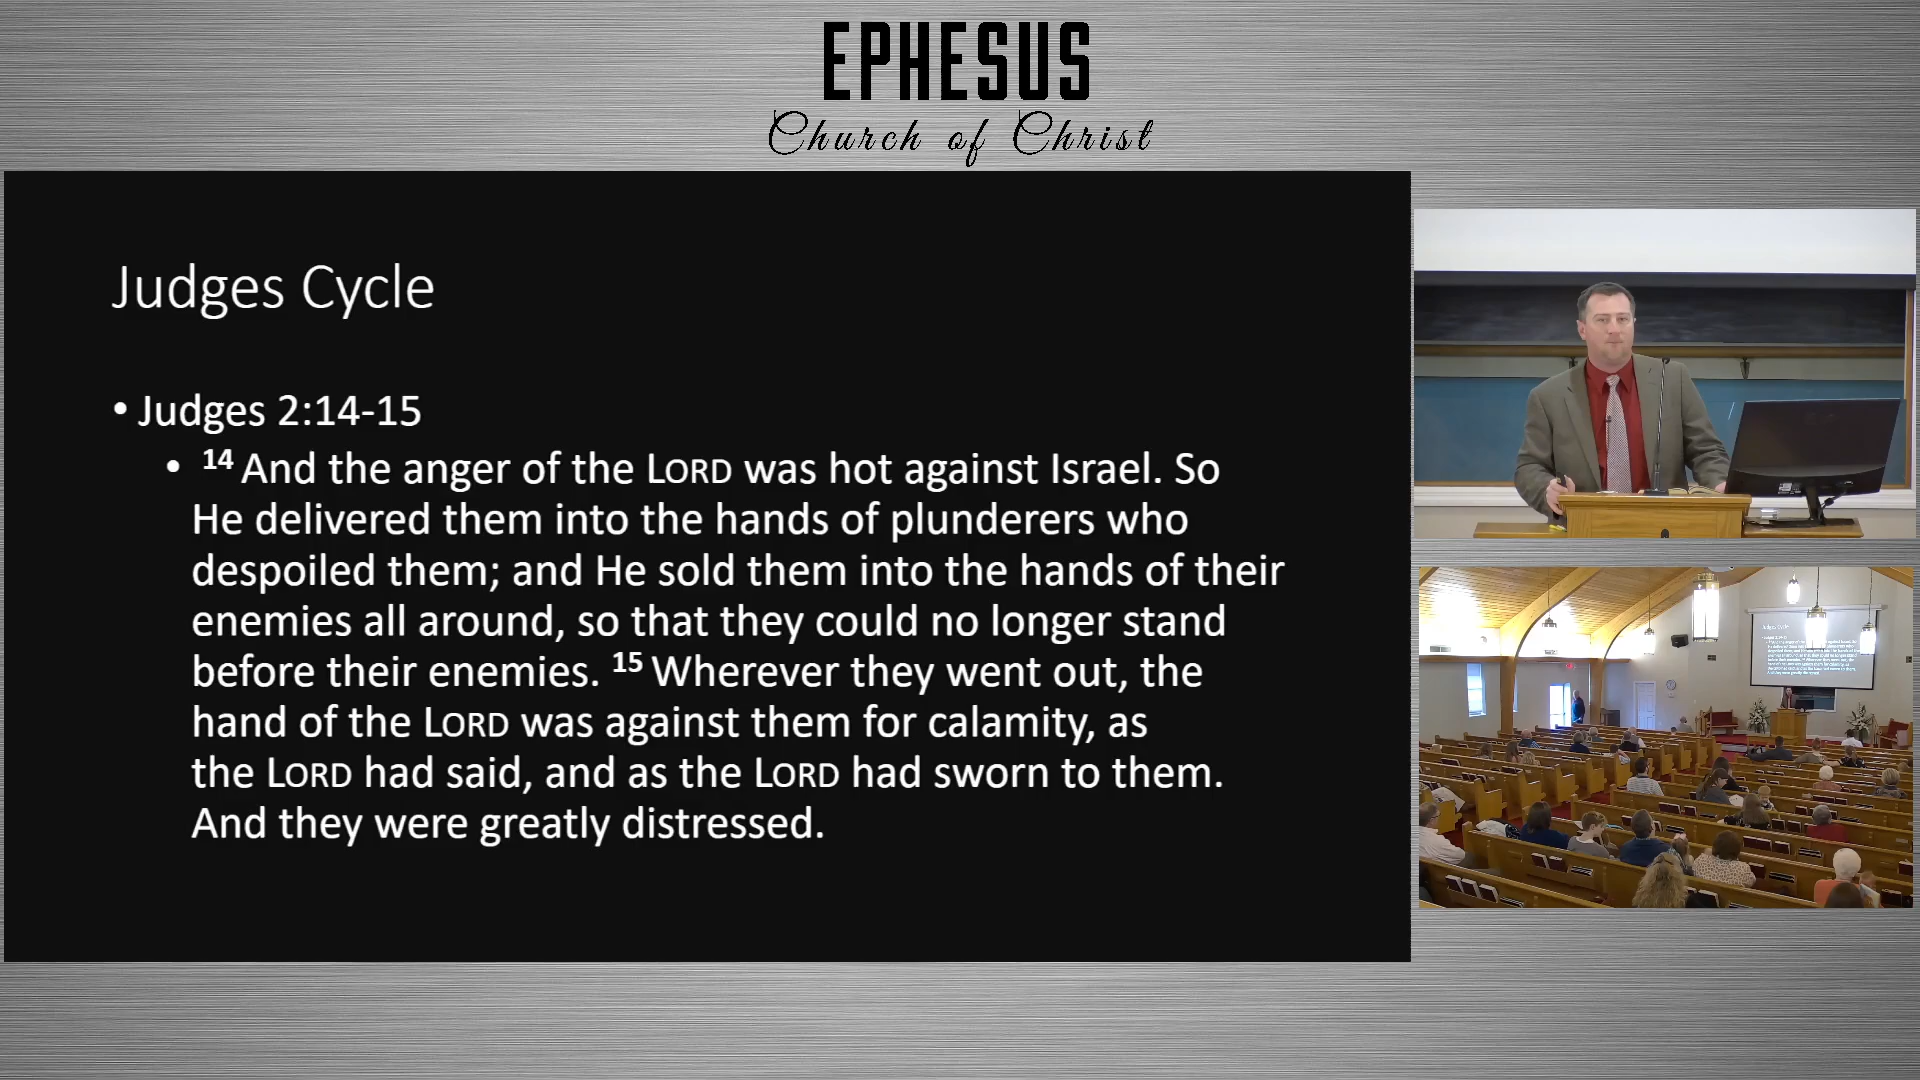 EPHESUS
Church of Christ
Judges Cycle
• Judges 2:14-15
• 14 And the anger of the LORD was hot against Israel. So
He delivered them into the hands of plunderers who
despoiled them; and He sold them into the hands of their
enemies all around, so that they could no longer stand
before their enemies. 15 Wherever they went out, the
hand of the LORD was against them for calamity, as
the LORD had said, and as the LORD had sworn to them.
And they were greatly distressed.
Judges Cycle